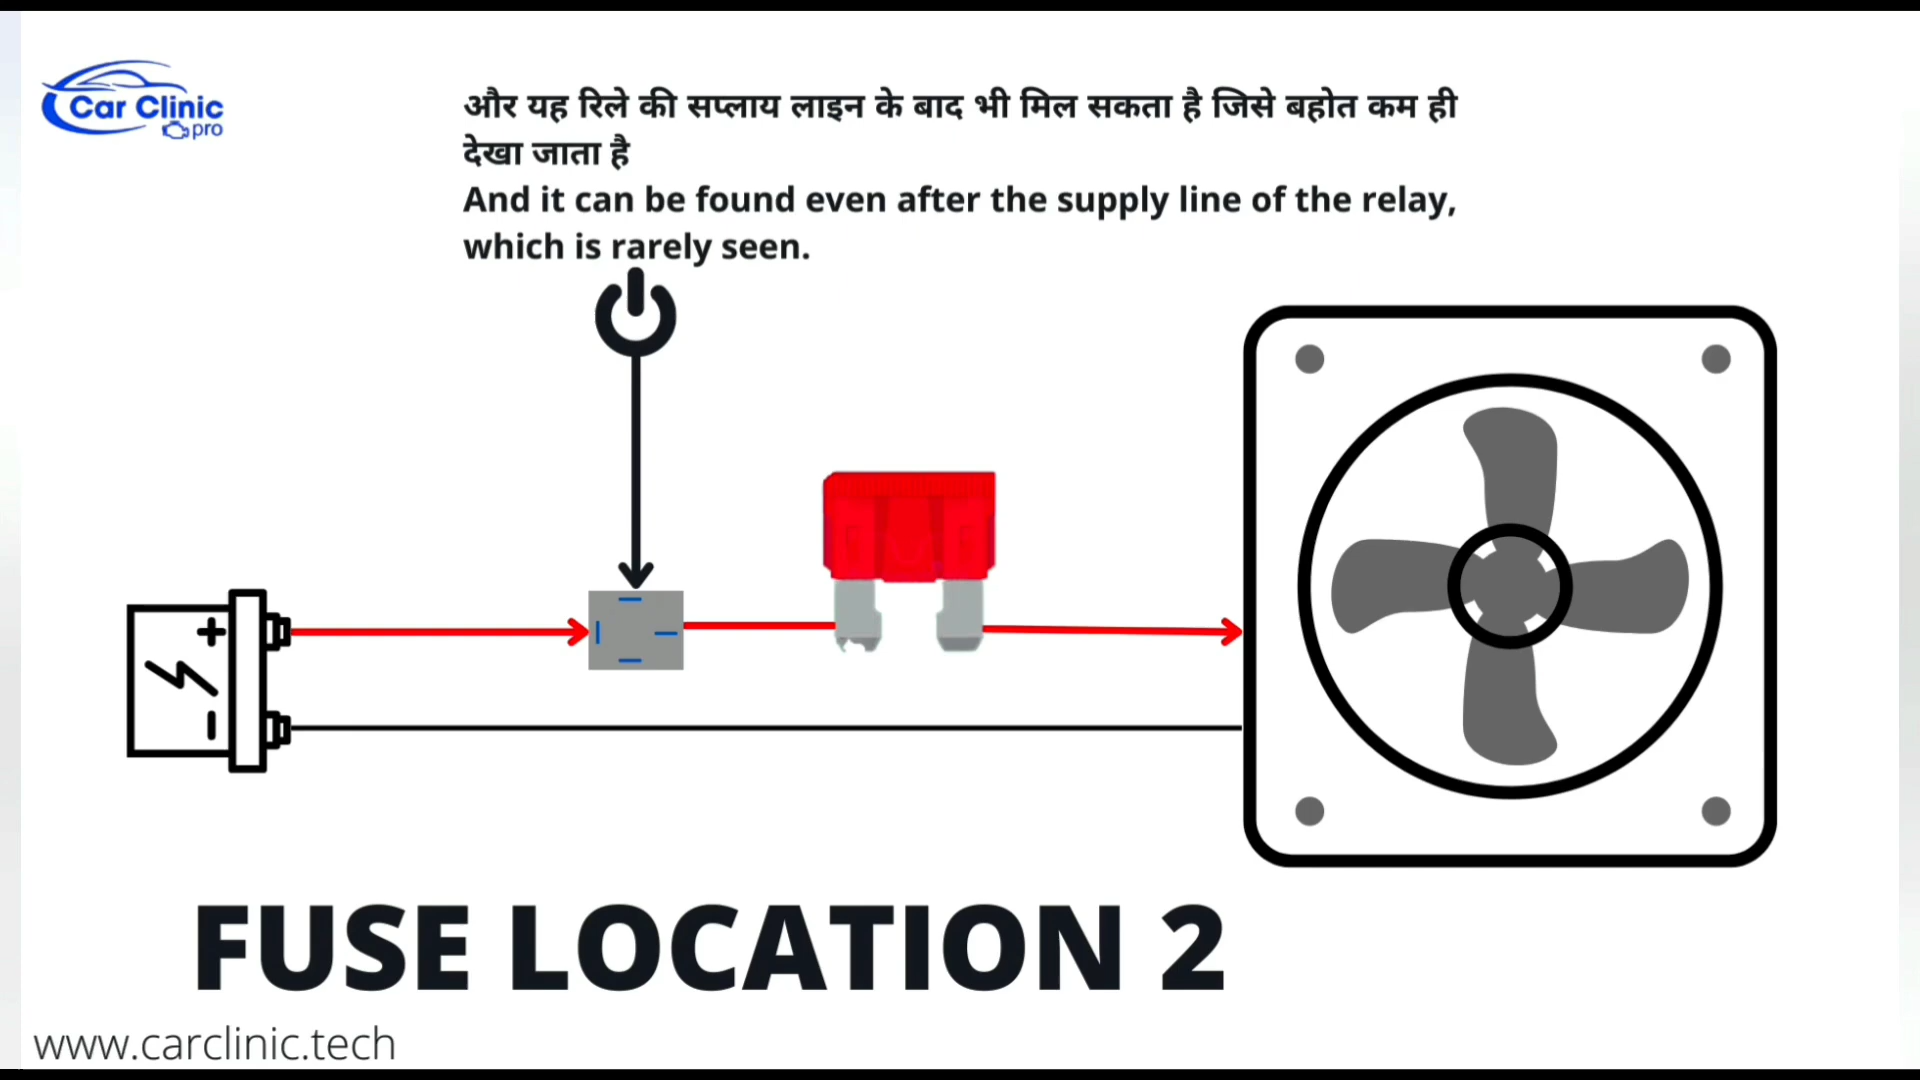 Car Clinic
pro
और यह रिले की सप्लाय लाइन के बाद भी मिल सकता है जिसे बहोत कम ही
देखा जाता है
And it can be found even after the supply line of the relay,
which is rarely seen.
+
-
FUSE LOCATION 2
www.carclinic.tech